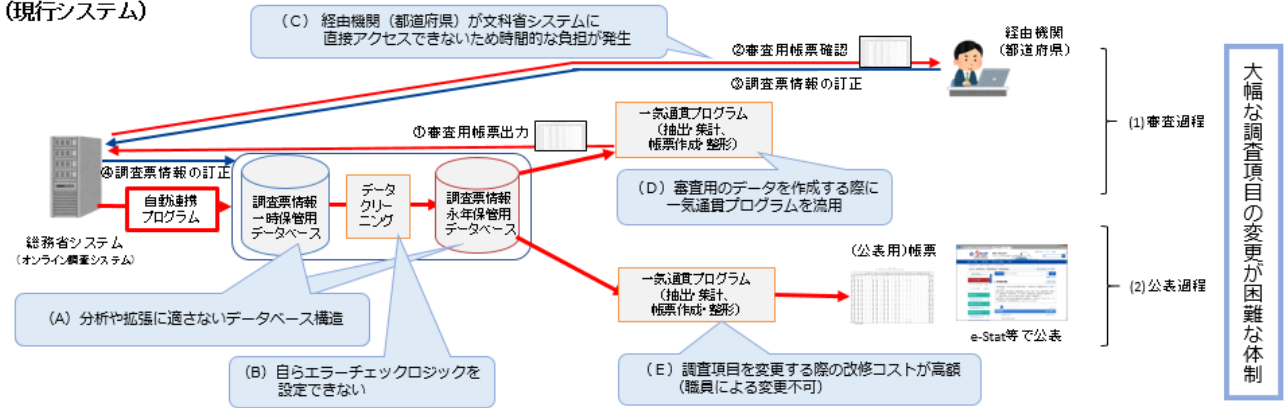 (現行システム)
(C) 経由機関(都道府県)が文科省システムに
直接アクセスできないため時間的な負担が発生
②審査用帳票確認
経由機関
(都道府県)
③調査票情報の訂正
①審査用帳票出力
一気通貫プログラム
(抽出・集計、
帳票作成・整形)
(1)審査過程
④調査票情報の訂正
自動連携
プログラム
調査票情報
一時保管用
データベース
データ
クリー
ニング
調査票情報
永年保管用
データベース
(D) 審査用のデータを作成する際に
一気通貫プログラムを流用
総務省システム
(オンライン調査システム)
(公表用)帳票
e-Stat
一気通貫プログラム
(抽出・集計、
帳票作成・整形)
(2)公表過程
e-Stat等で公表
(A) 分析や拡張に適さないデータベース構造
(B) 自らエラーチェックロジックを
設定できない
(E) 調査項目を変更する際の改修コストが高額
(職員による変更不可)
大幅な調査項目の変更が困難な体制